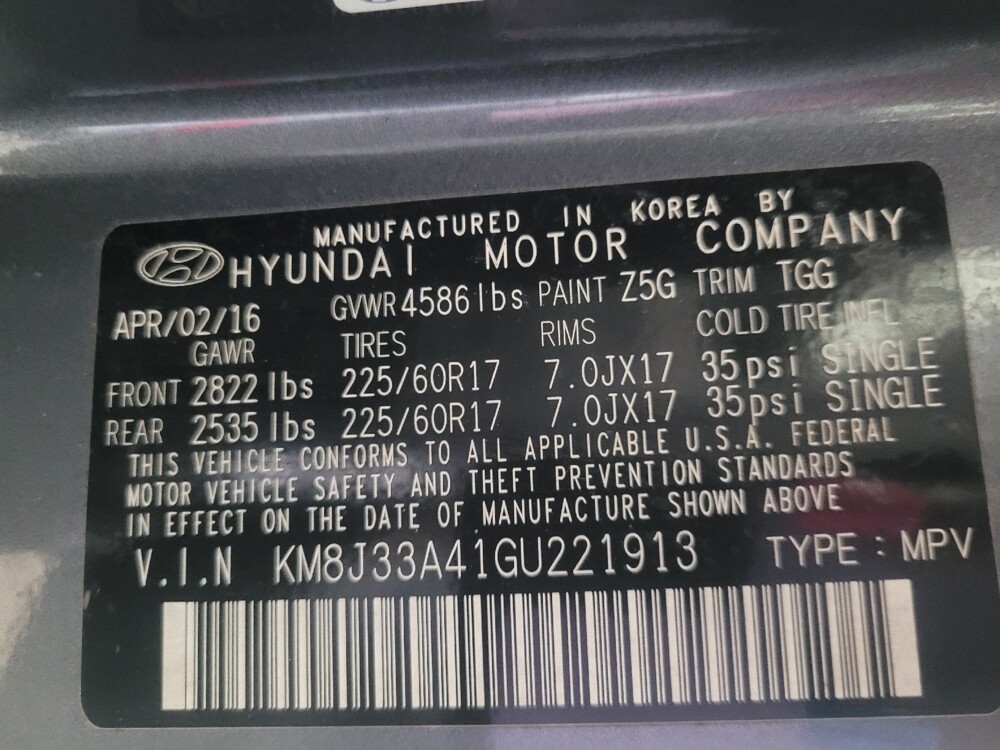 MANUFACTURED IN KOREA BY
HYUNDAI MOTOR COMPANY
APR/02/16 GVWR 4586 lbs PAINT Z5G TRIM TGG
GAWR TIRES RIMS COLD TIRE INFL
FRONT 2822 lbs 225/60R17 7.0JX17 35psi SINGLE
REAR 2535 lbs 225/60R17 7.0JX17 35psi SINGLE
THIS VEHICLE CONFORMS TO ALL APPLICABLE U.S.A. FEDERAL
MOTOR VEHICLE SAFETY AND THEFT PREVENTION STANDARDS
IN EFFECT ON THE DATE OF MANUFACTURE SHOWN ABOVE
V.I.N KM8J33A41GU221913 TYPE : MPV